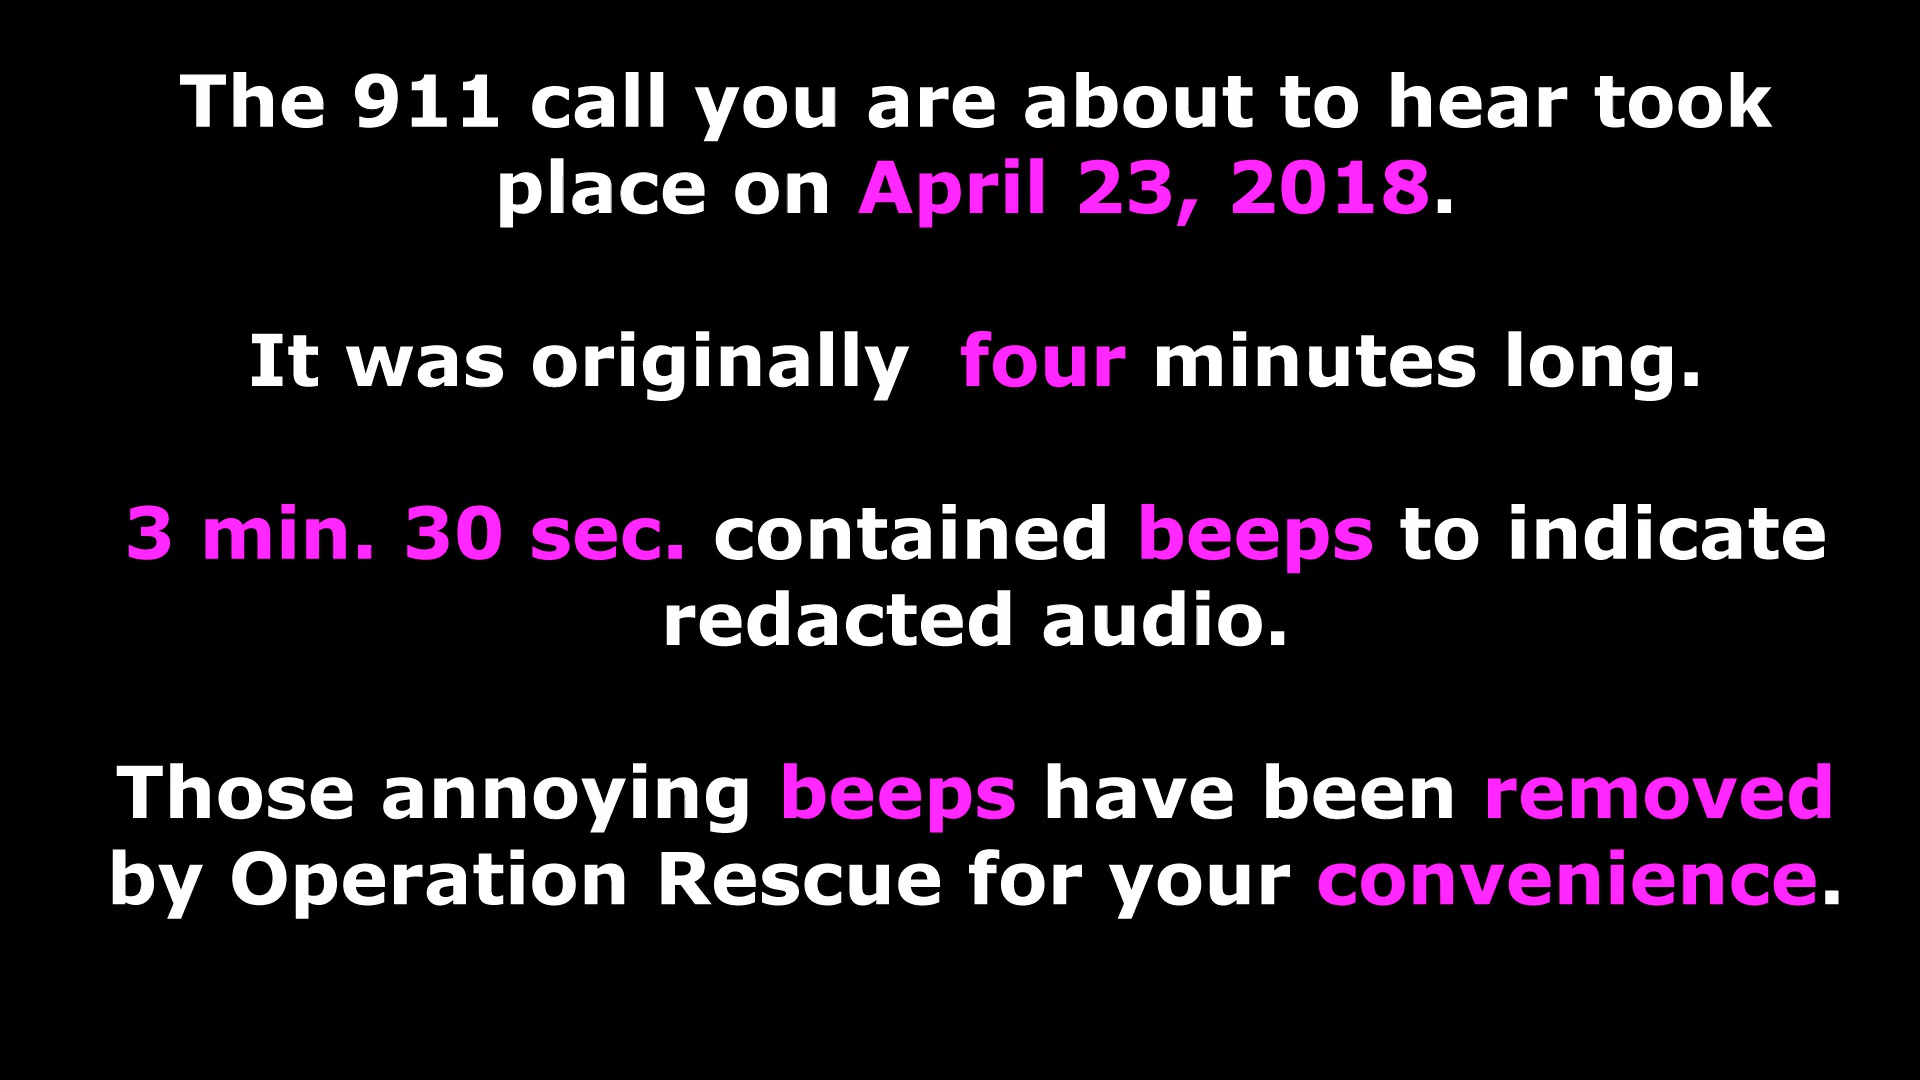 The 911 call you are about to hear took
place on April 23, 2018.
It was originally  four minutes long.
3 min. 30 sec. contained beeps to indicate
redacted audio.
Those annoying beeps have been removed
by Operation Rescue for your convenience.